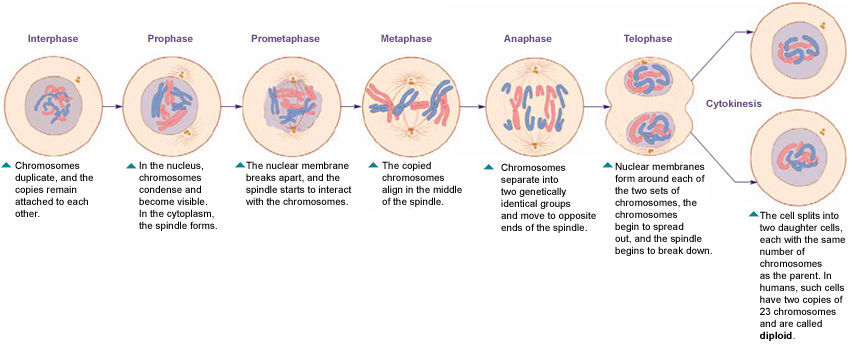 Interphase
Chromosomes
duplicate, and the
copies remain
attached to each
other.
Prophase
In the nucleus,
chromosomes
condense and
become visible.
In the cytoplasm,
the spindle forms.
Prometaphase
The nuclear membrane
breaks apart, and the
spindle starts to interact
with the chromosomes.
Metaphase
The copied
chromosomes
align in the middle
of the spindle.
Anaphase
Chromosomes
separate into
two genetically
identical groups
and move to opposite
ends of the spindle.
Telophase
Nuclear membranes
form around each of
the two sets of
chromosomes, the
chromosomes
begin to spread
out, and the spindle
begins to break down.
Cytokinesis
The cell splits into
two daughter cells,
each with the same
number of
chromosomes
as the parent. In
humans, such cells
have two copies of
23 chromosomes
and are called
diploid.